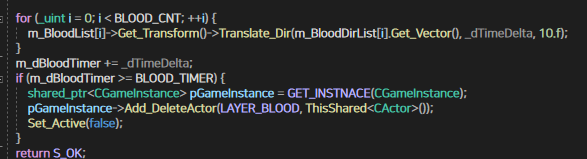 for (_uint i = 0; i < BLOOD_CNT; ++i) {
m_BloodList[i]->Get_Transform()->Translate_Dir(m_BloodDirList[i].Get_Vector(), _dTimeDelta, 10.f);
}
m_dBloodTimer += _dTimeDelta;
if (m_dBloodTimer >= BLOOD_TIMER) {
shared_ptr<CGameInstance> pGameInstance = GET_INSTNACE(CGameInstance);
pGameInstance->Add_DeleteActor(LAYER_BLOOD, ThisShared<CActor>());
Set_Active(false);
}
return S_OK;